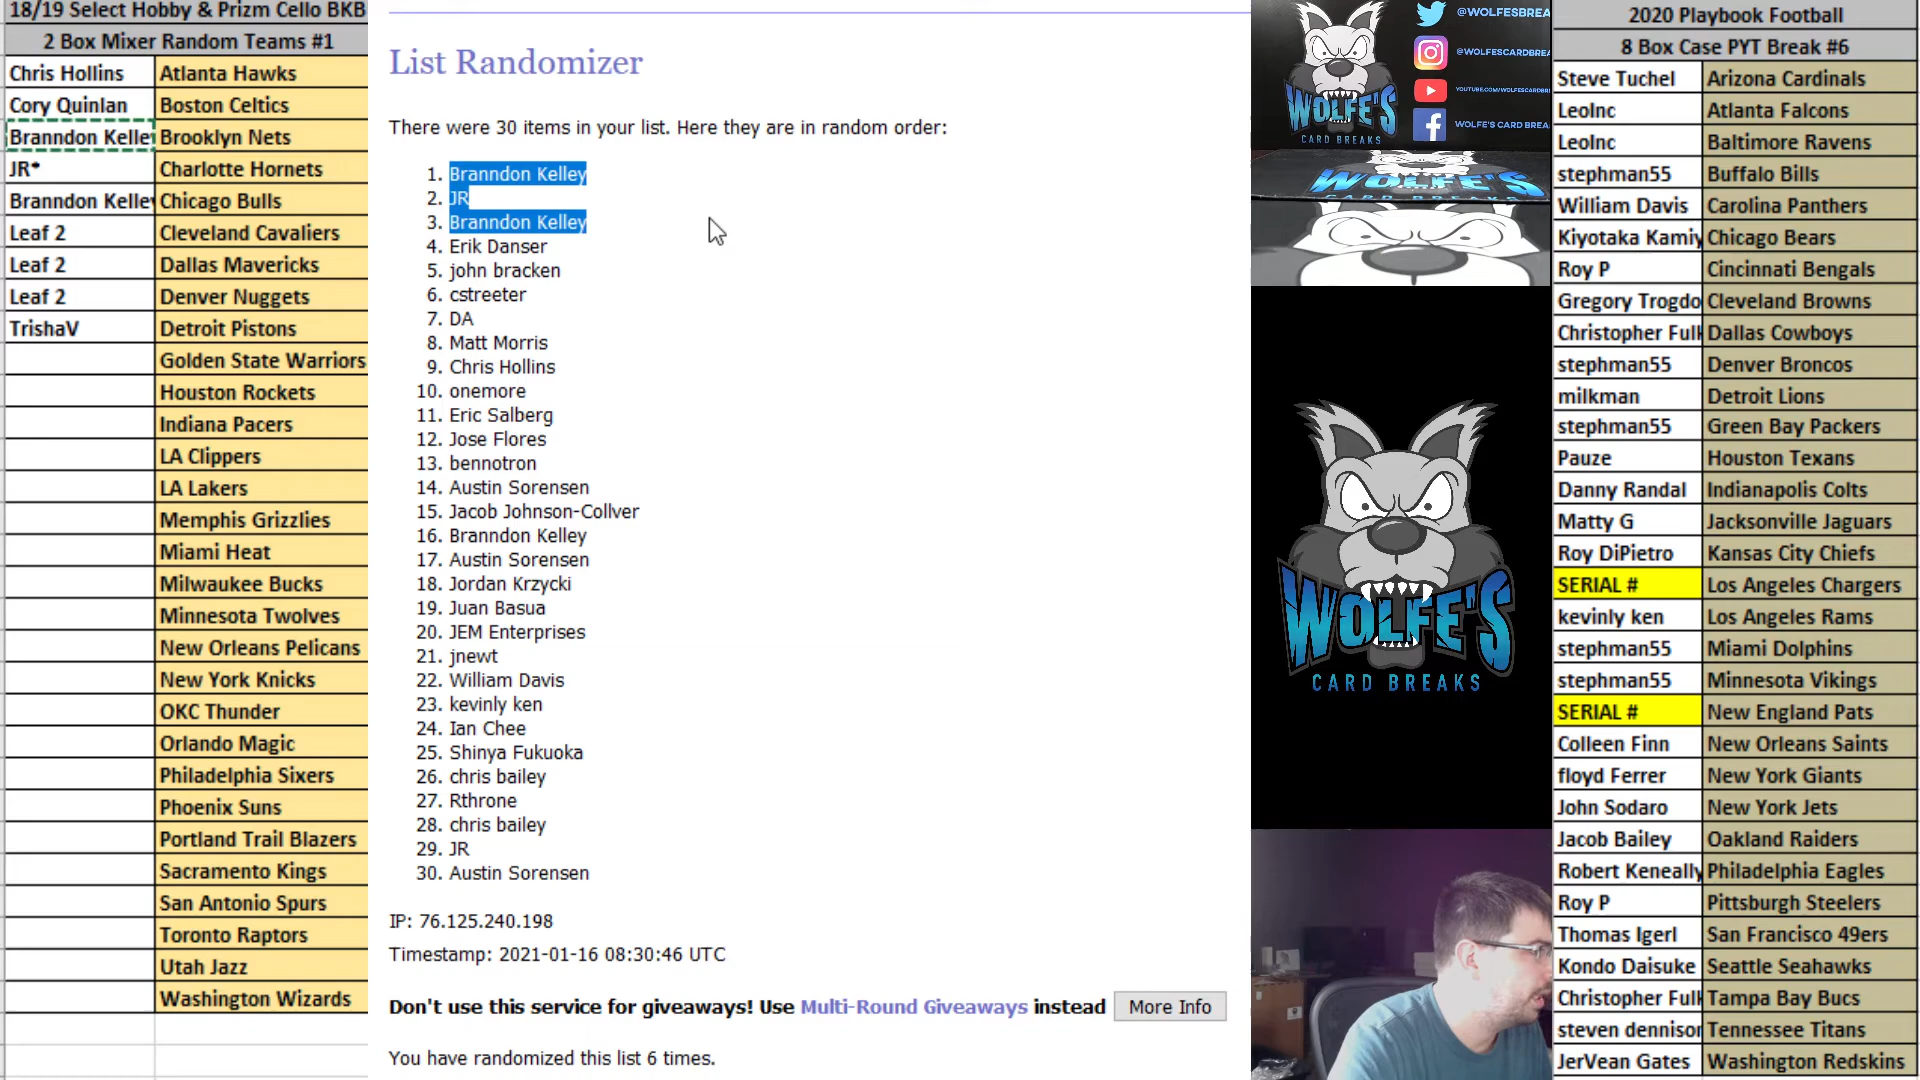 18/19 Select Hobby & Prizm Cello BKB
2 Box Mixer Random Teams #1
Chris Hollins Atlanta Hawks
Cory Quinlan Boston Celtics
Branndon Kelley Brooklyn Nets
JR* Charlotte Hornets
Branndon Kelley Chicago Bulls
Leaf 2 Cleveland Cavaliers
Leaf 2 Dallas Mavericks
Leaf 2 Denver Nuggets
TrishaV Detroit Pistons
Golden State Warriors
Houston Rockets
Indiana Pacers
LA Clippers
LA Lakers
Memphis Grizzlies
Miami Heat
Milwaukee Bucks
Minnesota Twolves
New Orleans Pelicans
New York Knicks
OKC Thunder
Orlando Magic
Philadelphia Sixers
Phoenix Suns
Portland Trail Blazers
Sacramento Kings
San Antonio Spurs
Toronto Raptors
Utah Jazz
Washington Wizards
List Randomizer
There were 30 items in your list. Here they are in random order:
1. Branndon Kelley
2. JR
3. Branndon Kelley
4. Erik Danser
5. john bracken
6. cstreeter
7. DA
8. Matt Morris
9. Chris Hollins
10. onemore
11. Eric Salberg
12. Jose Flores
13. bennotron
14. Austin Sorensen
15. Jacob Johnson-Collver
16. Branndon Kelley
17. Austin Sorensen
18. Jordan Krzycki
19. Juan Basua
20. JEM Enterprises
21. jnewt
22. William Davis
23. kevinly ken
24. Ian Chee
25. Shinya Fukuoka
26. chris bailey
27. Rthrone
28. chris bailey
29. JR
30. Austin Sorensen
IP: 76.125.240.198
Timestamp: 2021-01-16 08:30:46 UTC
Don't use this service for giveaways! Use Multi-Round Giveaways instead More Info
You have randomized this list 6 times.
WOLFE'S
CARD BREAKS
@WOLFESBREA
@WOLFESCARDBRE
YOUTUBE.COM/WOLFESCARDBR
WOLFE'S CARD BREA
WOLFE'S
WOLFE'S
CARD BREAKS
2020 Playbook Football
8 Box Case PYT Break #6
Steve Tuchel Arizona Cardinals
LeoInc Atlanta Falcons
LeoInc Baltimore Ravens
stephman55 Buffalo Bills
William Davis Carolina Panthers
Kiyotaka Kamiy Chicago Bears
Roy P Cincinnati Bengals
Gregory Trogdo Cleveland Browns
Christopher Fulk Dallas Cowboys
stephman55 Denver Broncos
milkman Detroit Lions
stephman55 Green Bay Packers
Pauze Houston Texans
Danny Randal Indianapolis Colts
Matty G Jacksonville Jaguars
Roy DiPietro Kansas City Chiefs
SERIAL # Los Angeles Chargers
kevinly ken Los Angeles Rams
stephman55 Miami Dolphins
stephman55 Minnesota Vikings
SERIAL # New England Pats
Colleen Finn New Orleans Saints
floyd Ferrer New York Giants
John Sodaro New York Jets
Jacob Bailey Oakland Raiders
Robert Keneally Philadelphia Eagles
Roy P Pittsburgh Steelers
Thomas Igerl San Francisco 49ers
Kondo Daisuke Seattle Seahawks
Christopher Fulk Tampa Bay Bucs
steven dennison Tennessee Titans
JerVean Gates Washington Redskins